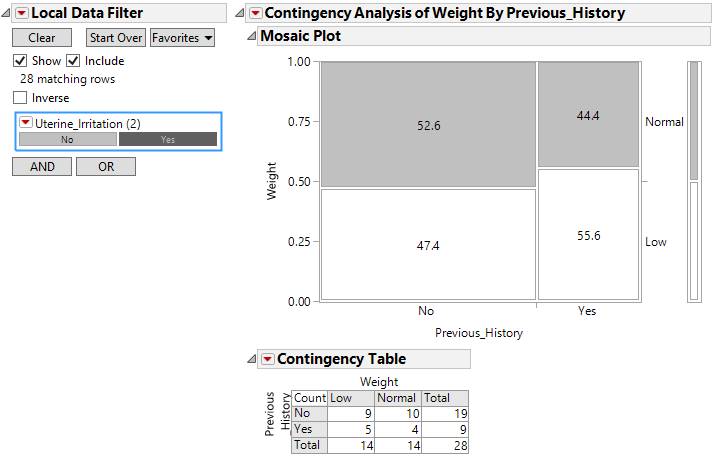 Local Data Filter
Clear Start Over Favorites
Show Include
28 matching rows
Inverse
Uterine_Irritation (2)
No Yes
AND OR
Contingency Analysis of Weight By Previous_History
Mosaic Plot
1.00
0.75
0.50
0.25
0.00
Weight
52.6
44.4
47.4
55.6
Normal
Low
No Yes
Previous_History
Contingency Table
Weight
Previous_
History
Count Low Normal Total
No 9 10 19
Yes 5 4 9
Total 14 14 28